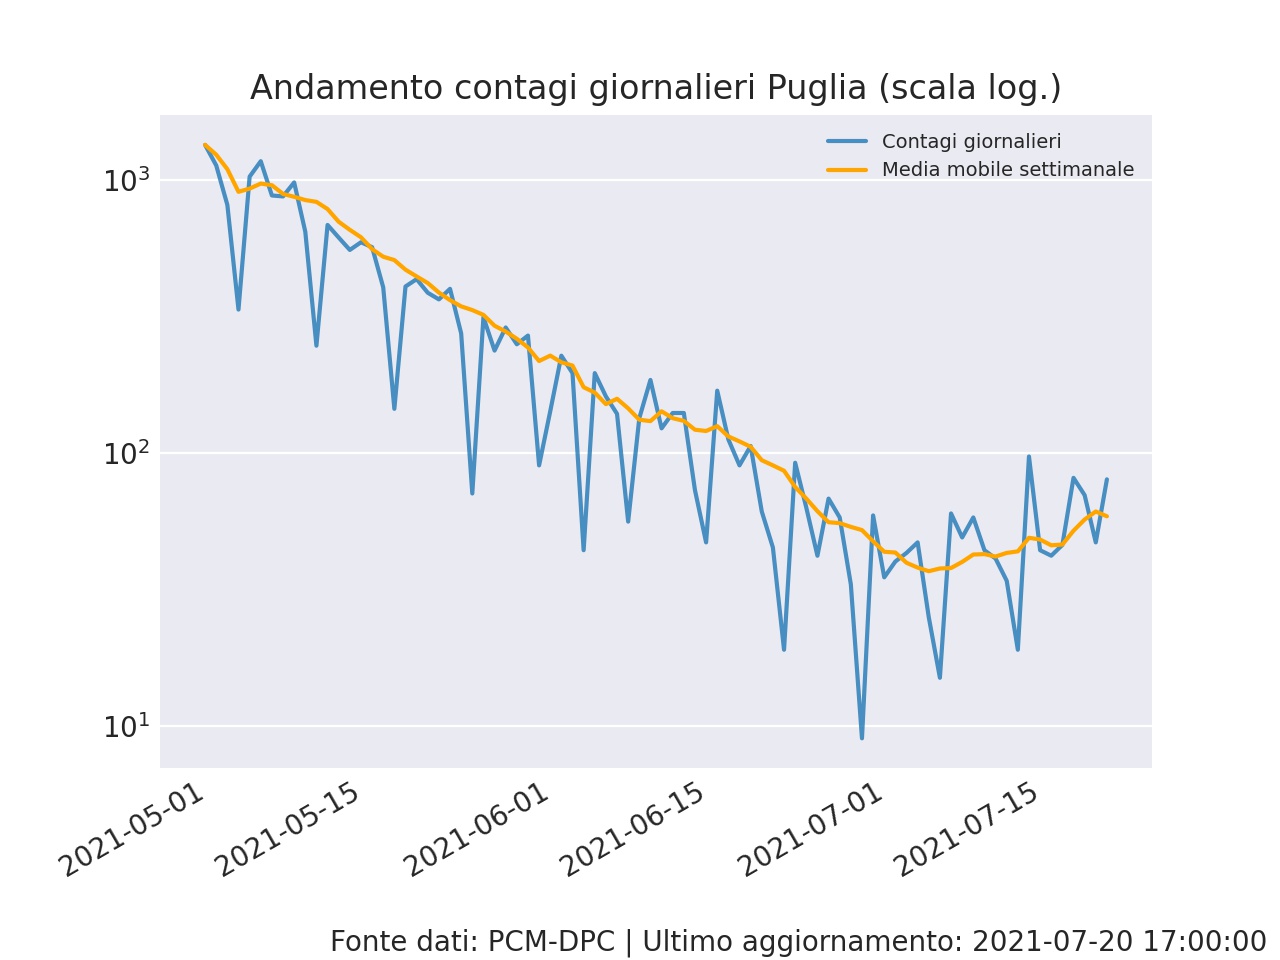 Andamento contagi giornalieri Puglia (scala log.)
Contagi giornalieri
Media mobile settimanale
10³
10²
10¹
2021-05-01
2021-05-15
2021-06-01
2021-06-15
2021-07-01
2021-07-15
Fonte dati: PCM-DPC | Ultimo aggiornamento: 2021-07-20 17:00:00